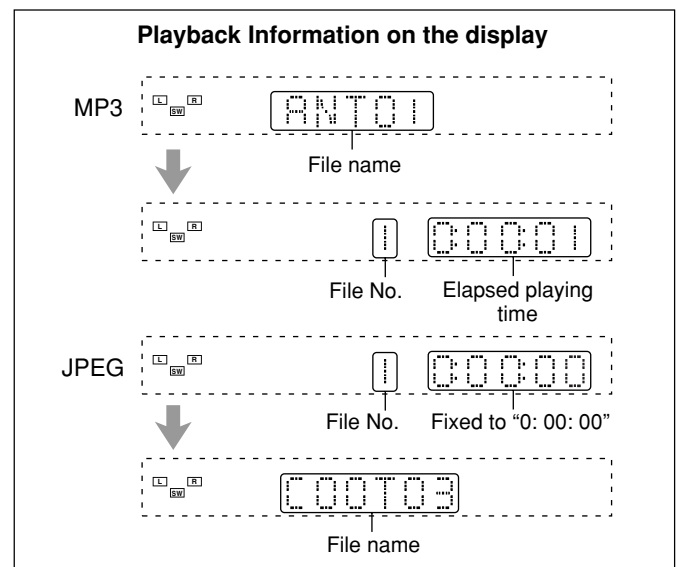 Playback Information on the display
MP3
L R
SW
ANT01
File name
L R
SW
1 0:00:01
File No. Elapsed playing
time
JPEG
L R
SW
1 0:00:00
File No. Fixed to “0: 00: 00”
L R
SW
COOT03
File name